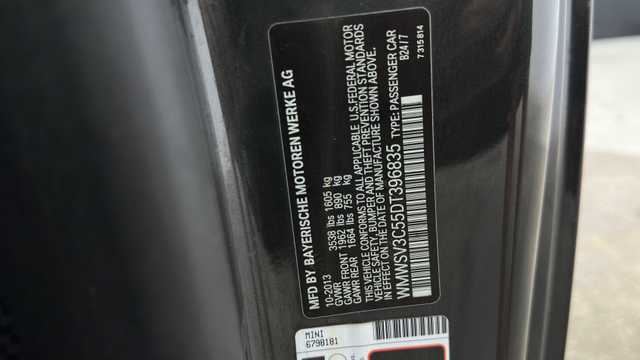 MFD BY BAYERISCHE MOTOREN WERKE AG
10-2013
3538 lbs 1605 kg
GVWR
GAWR FRONT 1962 lbs 890 kg
GAWR REAR 1664 lbs 755 kg
VEHICLE CONFORMS TO ALL APPLICABLE U.S.FEDERAL MOTOR
VEHICLE SAFETY, BUMPER AND THEFT PREVENTION STANDARDS
IN EFFECT ON THE DATE OF MANUFACTURE SHOWN ABOVE.
WMWSV3C55DT396835 TYPE: PASSENGER CAR
B24/7
7315814
MINI
6798181